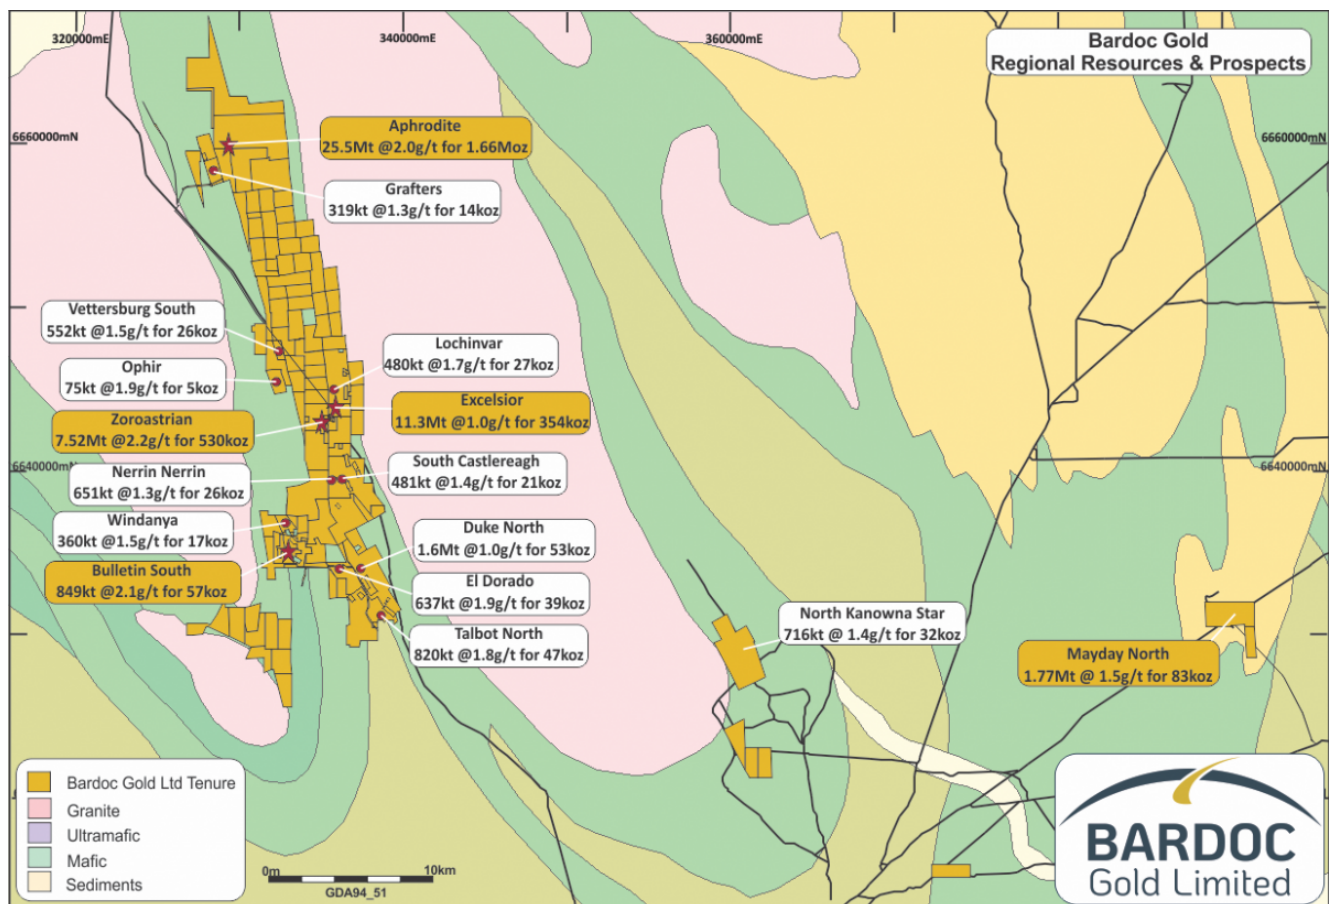 320000mE
340000mE
360000mE
Bardoc Gold
Regional Resources & Prospects
6660000mN
6660000mN
Aphrodite
25.5Mt @2.0g/t for 1.66Moz
Grafters
319kt @1.3g/t for 14koz
Vettersburg South
552kt @1.5g/t for 26koz
Lochinvar
480kt @1.7g/t for 27koz
Ophir
75kt @1.9g/t for 5koz
Excelsior
11.3Mt @1.0g/t for 354koz
Zoroastrian
7.52Mt @2.2g/t for 530koz
6640000mN
6640000mN
Nerrin Nerrin
651kt @1.3g/t for 26koz
South Castlereagh
481kt @1.4g/t for 21koz
Windanya
360kt @1.5g/t for 17koz
Duke North
1.6Mt @1.0g/t for 53koz
Bulletin South
849kt @2.1g/t for 57koz
El Dorado
637kt @1.9g/t for 39koz
Talbot North
820kt @1.8g/t for 47koz
North Kanowna Star
716kt @ 1.4g/t for 32koz
Mayday North
1.77Mt @ 1.5g/t for 83koz
Bardoc Gold Ltd Tenure
Granite
Ultramafic
Mafic
Sediments
0m
10km
GDA94_51
BARDOC
Gold Limited